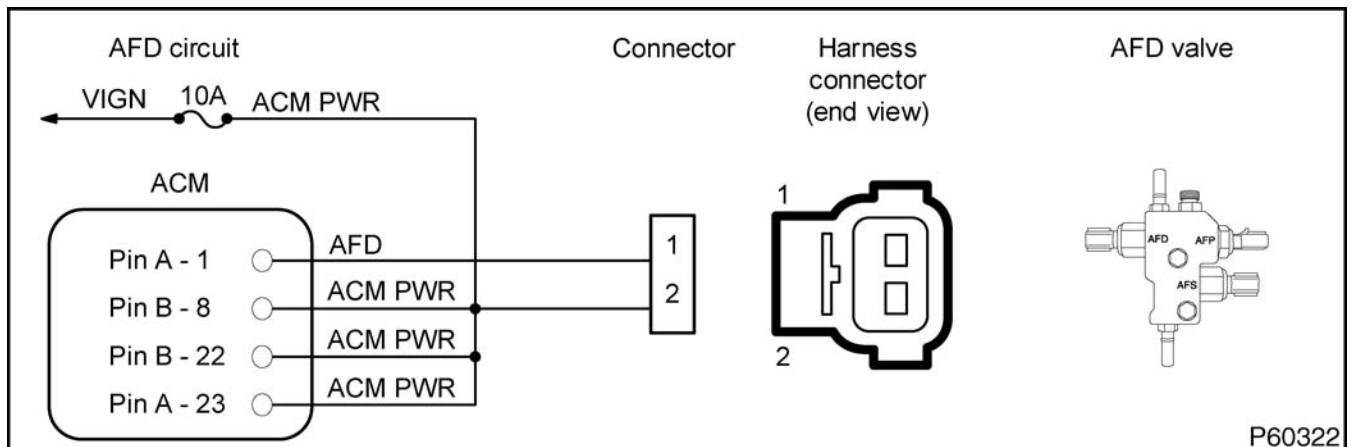 AFD circuit
Connector
Harness
connector
(end view)
AFD valve
VIGN
10A
ACM PWR
ACM
Pin A - 1
AFD
Pin B - 8
ACM PWR
Pin B - 22
ACM PWR
Pin A - 23
ACM PWR
1
2
1
2
AFD
AFP
AFS
P60322